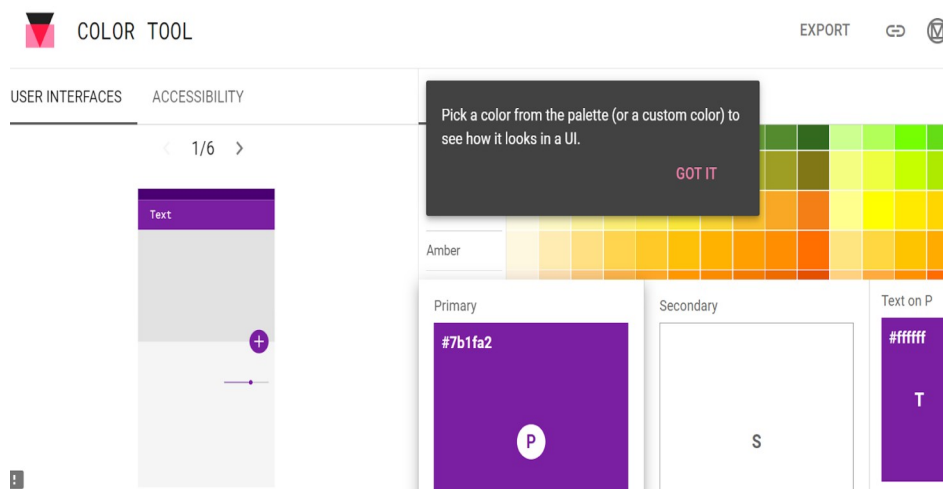 COLOR TOOL
EXPORT
USER INTERFACES ACCESSIBILITY
Pick a color from the palette (or a custom color) to
see how it looks in a UI.
GOT IT
1/6
Text
Amber
Primary
Secondary
Text on P
#7b1fa2
#ffffff
T
P
S